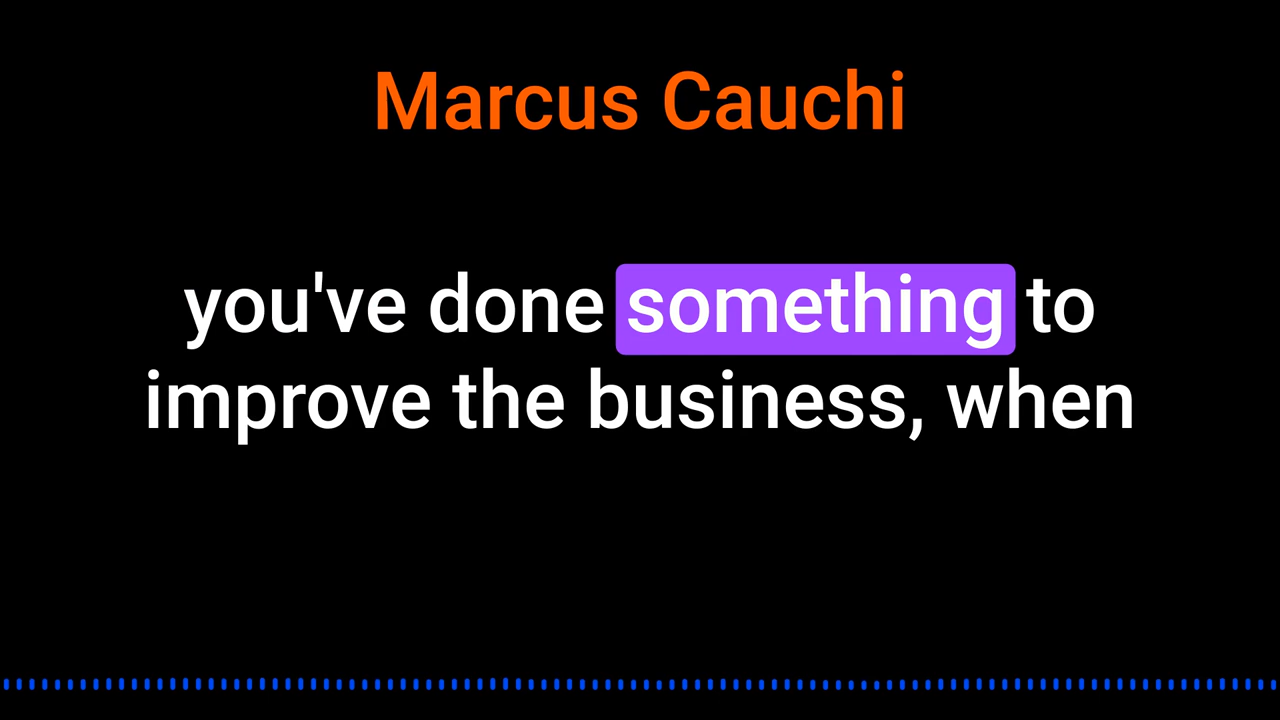 Marcus Cauchi
you've done something to
improve the business, when